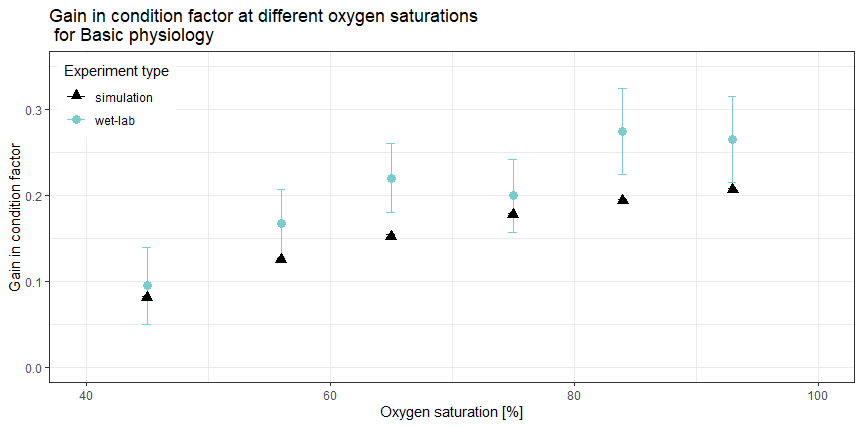 Gain in condition factor at different oxygen saturations
for Basic physiology
Experiment type
simulation
wet-lab
Gain in condition factor
0.3
0.2
0.1
0.0
40
60
80
100
Oxygen saturation [%]